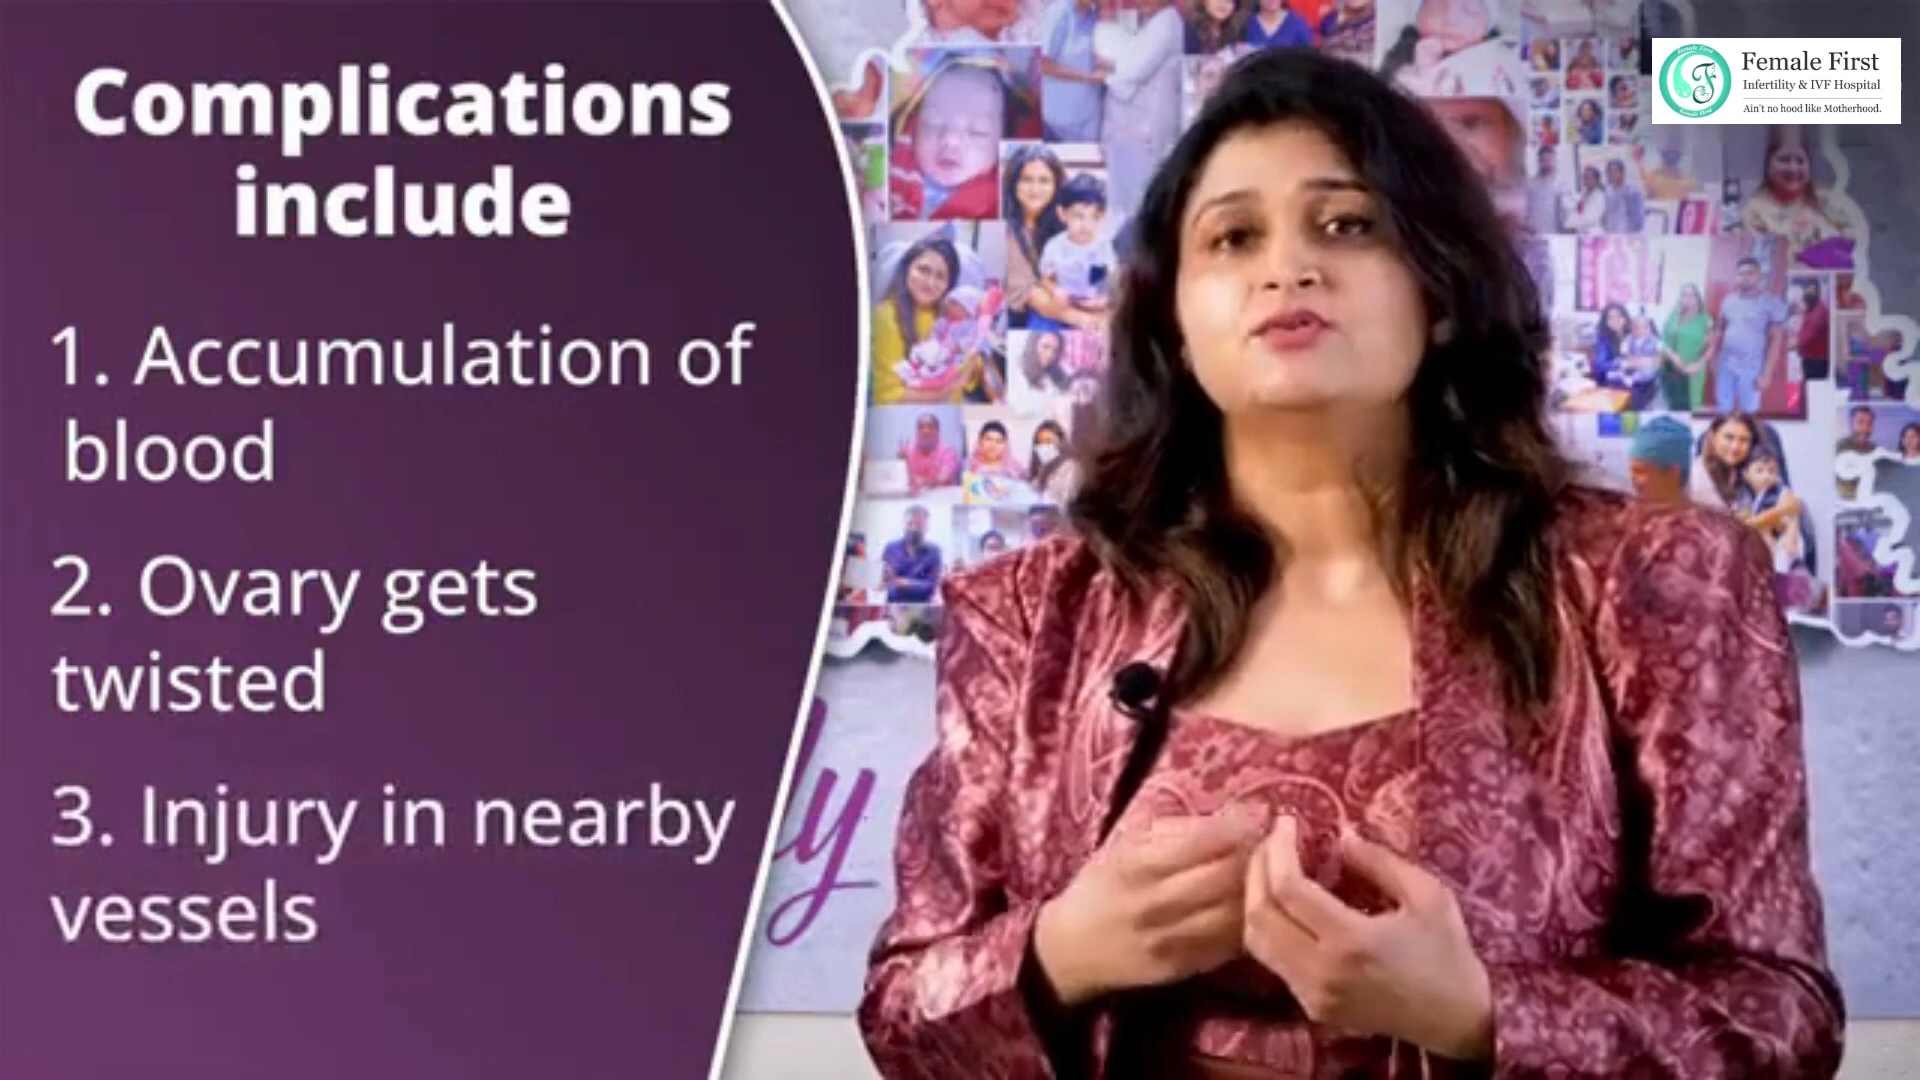 Complications
include
1. Accumulation of
blood
2. Ovary gets
twisted
3. Injury in nearby
vessels
Female First
Infertility & IVF Hospital
Ain't no hood like Motherhood.
ly